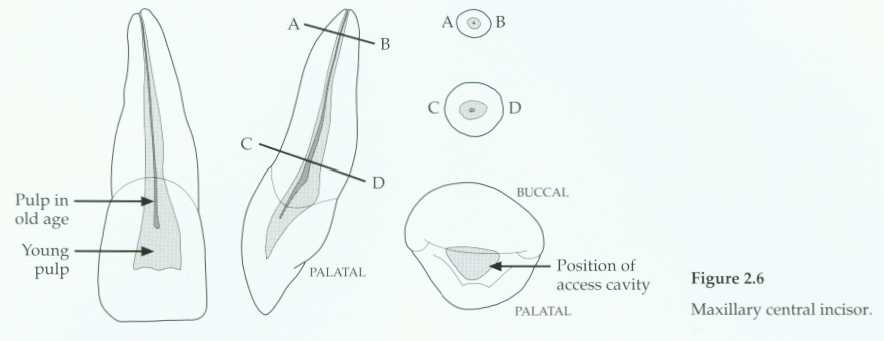 A
B
C
D
A
B
C
D
Pulp in
old age
Young
pulp
PALATAL
BUCCAL
Position of
access cavity
PALATAL
Figure 2.6
Maxillary central incisor.